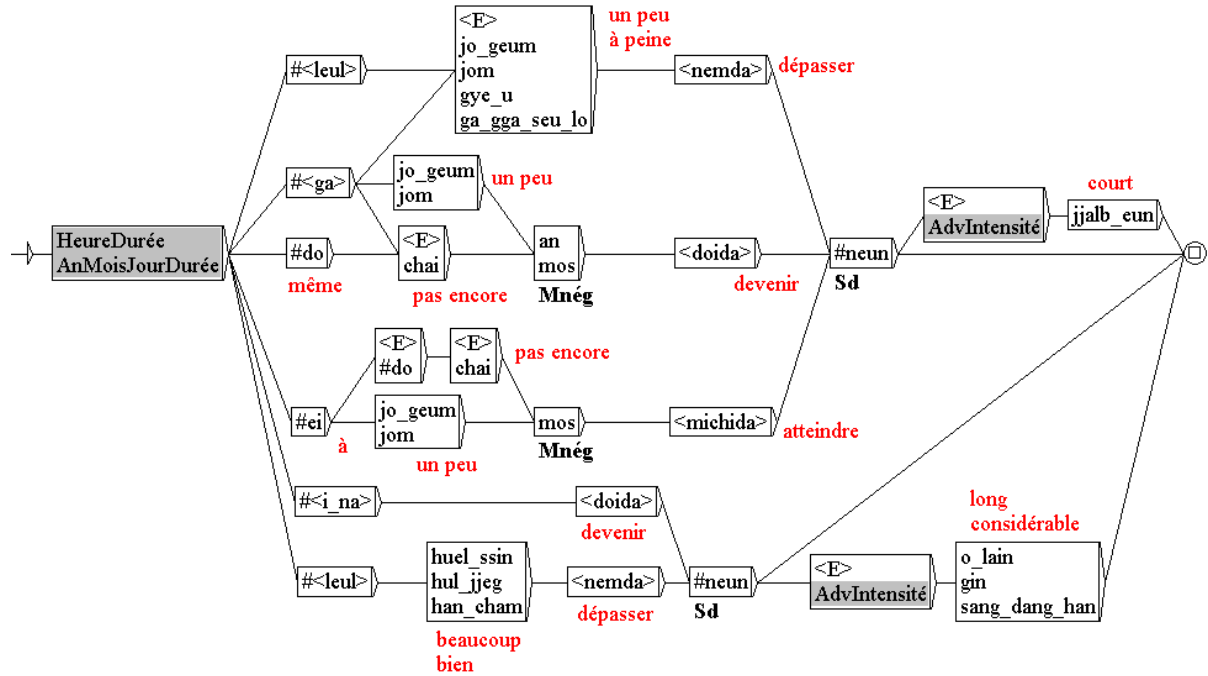 <E>
jo_geum
jom
gye_u
ga_gga_seu_lo
un peu
à peine
#<leul>
<nemda>
dépasser
#<ga>
jo_geum
jom
un peu
<E>
AdvIntensité
court
jjalb_eun
HeureDurée
AnMoisJourDurée
#do
même
<E>
chai
pas encore
an
mos
Mnég
<doida>
devenir
#neun
Sd
<E>
#do
<E>
chai
pas encore
#ei
à
jo_geum
jom
un peu
mos
Mnég
<michida>
atteindre
#<i_na>
<doida>
devenir
#<leul>
huel_ssin
hul_jjeg
han_cham
beaucoup
bien
<nemda>
dépasser
#neun
Sd
<E>
AdvIntensité
long
considérable
o_lain
gin
sang_dang_han